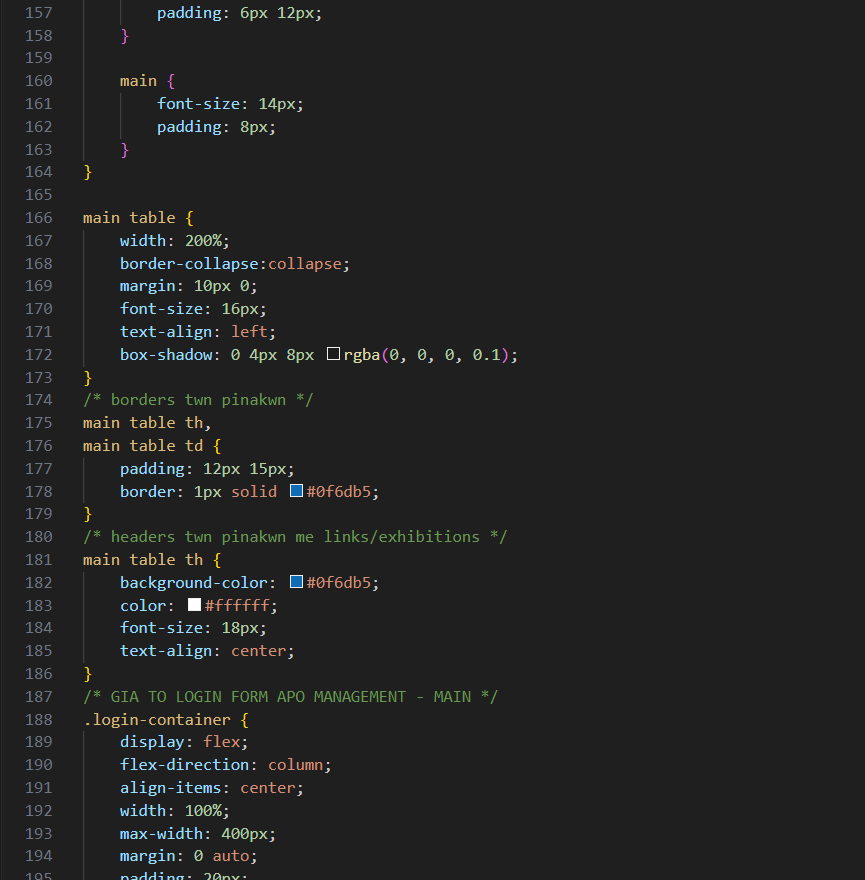 157 padding: 6px 12px;
158 }
159
160 main {
161 font-size: 14px;
162 padding: 8px;
163 }
164 }
165
166 main table {
167 width: 200%;
168 border-collapse:collapse;
169 margin: 10px 0;
170 font-size: 16px;
171 text-align: left;
172 box-shadow: 0 4px 8px rgba(0, 0, 0, 0.1);
173 }
174 /* borders twn pinakwn */
175 main table th,
176 main table td {
177 padding: 12px 15px;
178 border: 1px solid #0f6db5;
179 }
180 /* headers twn pinakwn me links/exhibitions */
181 main table th {
182 background-color: #0f6db5;
183 color: #ffffff;
184 font-size: 18px;
185 text-align: center;
186 }
187 /* GIA TO LOGIN FORM APO MANAGEMENT - MAIN */
188 .login-container {
189 display: flex;
190 flex-direction: column;
191 align-items: center;
192 width: 100%;
193 max-width: 400px;
194 margin: 0 auto;
195 padding: 20px;